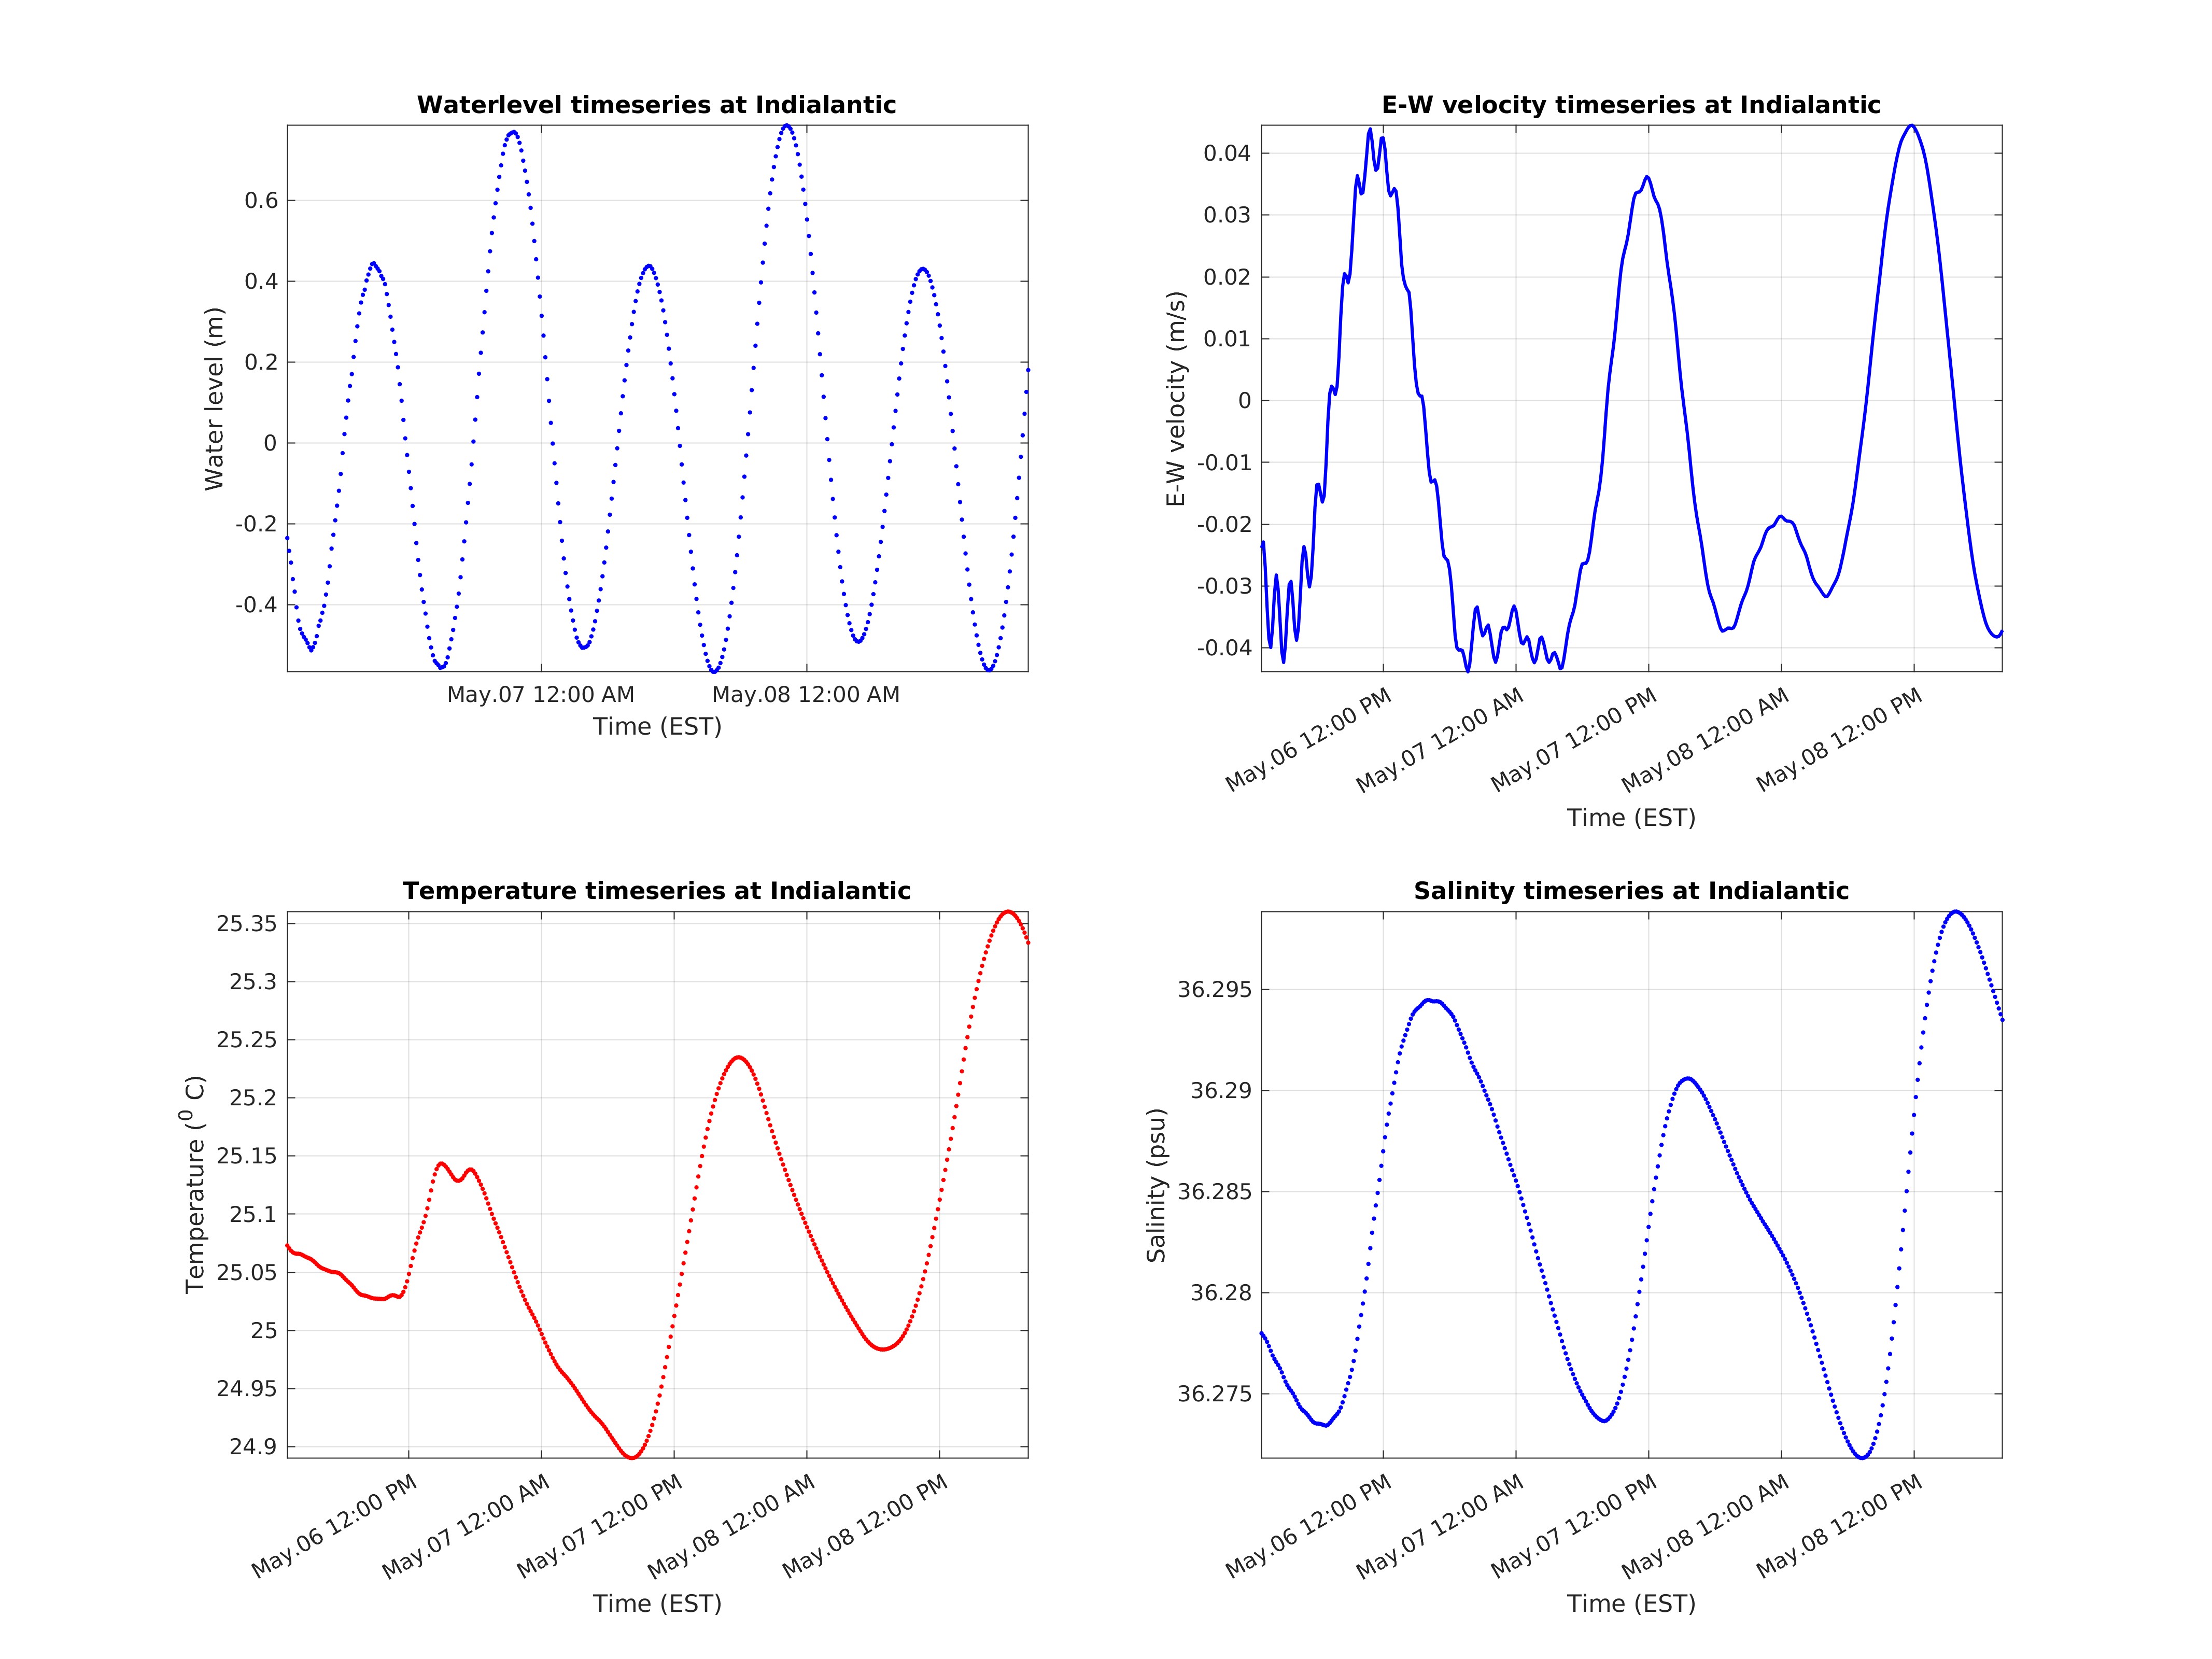 Waterlevel timeseries at Indialantic
0.6
0.4
0.2
0
-0.2
-0.4
Water level (m)
May.07 12:00 AM
May.08 12:00 AM
Time (EST)
E-W velocity timeseries at Indialantic
0.04
0.03
0.02
0.01
0
-0.01
-0.02
-0.03
-0.04
E-W velocity (m/s)
May.06 12:00 PM
May.07 12:00 AM
May.07 12:00 PM
May.08 12:00 AM
May.08 12:00 PM
Time (EST)
Temperature timeseries at Indialantic
25.35
25.3
25.25
25.2
25.15
25.1
25.05
25
24.95
24.9
Temperature (⁰ C)
May.06 12:00 PM
May.07 12:00 AM
May.07 12:00 PM
May.08 12:00 AM
May.08 12:00 PM
Time (EST)
Salinity timeseries at Indialantic
36.295
36.29
36.285
36.28
36.275
Salinity (psu)
May.06 12:00 PM
May.07 12:00 AM
May.07 12:00 PM
May.08 12:00 AM
May.08 12:00 PM
Time (EST)